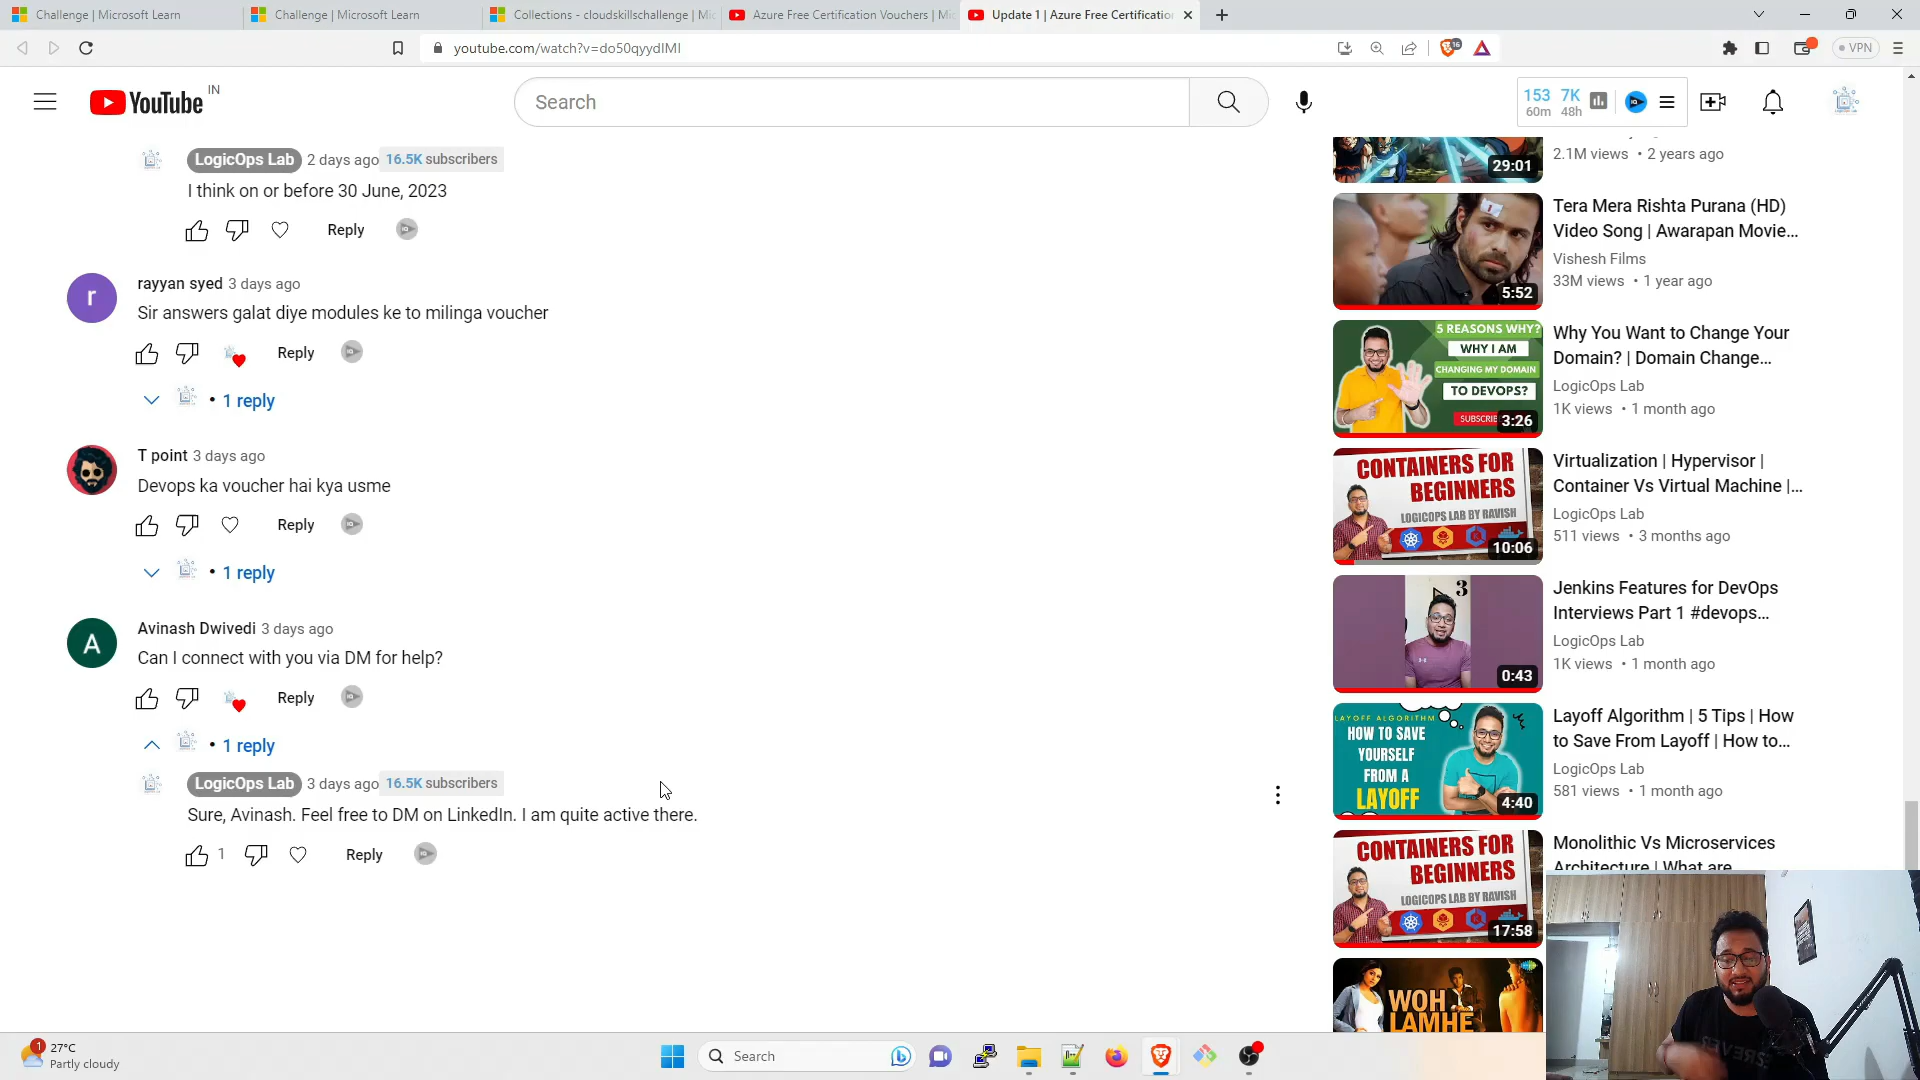 Challenge | Microsoft Learn
Challenge | Microsoft Learn
Collections - cloudskillschallenge | Mic
Azure Free Certification Vouchers | Mic
Update 1 | Azure Free Certification
youtube.com/watch?v=do50qyydIMI
16
VPN
YouTube IN
Search
153 7K
60m 48h
LogicOps Lab 2 days ago 16.5K subscribers
I think on or before 30 June, 2023
Reply
rayyan syed 3 days ago
Sir answers galat diye modules ke to milinga voucher
Reply
• 1 reply
T point 3 days ago
Devops ka voucher hai kya usme
Reply
• 1 reply
Avinash Dwivedi 3 days ago
Can I connect with you via DM for help?
Reply
• 1 reply
LogicOps Lab 3 days ago 16.5K subscribers
Sure, Avinash. Feel free to DM on LinkedIn. I am quite active there.
1 Reply
r
A
29:01
2.1M views • 2 years ago
5:52
Tera Mera Rishta Purana (HD)
Video Song | Awarapan Movie...
Vishesh Films
33M views • 1 year ago
5 REASONS WHY?
WHY I AM
CHANGING MY DOMAIN
TO DEVOPS?
SUBSCRIBE
3:26
Why You Want to Change Your
Domain? | Domain Change...
LogicOps Lab
1K views • 1 month ago
CONTAINERS FOR
BEGINNERS
LOGICOPS LAB BY RAVISH
10:06
Virtualization | Hypervisor |
Container Vs Virtual Machine |...
LogicOps Lab
511 views • 3 months ago
3
0:43
Jenkins Features for DevOps
Interviews Part 1 #devops...
LogicOps Lab
1K views • 1 month ago
LAYOFF ALGORITHM
HOW TO SAVE
YOURSELF
FROM A
LAYOFF
4:40
Layoff Algorithm | 5 Tips | How
to Save From Layoff | How to...
LogicOps Lab
581 views • 1 month ago
CONTAINERS FOR
BEGINNERS
LOGICOPS LAB BY RAVISH
17:58
Monolithic Vs Microservices
Architecture | What are
WOH
LAMHE
1
27°C
Partly cloudy
Search